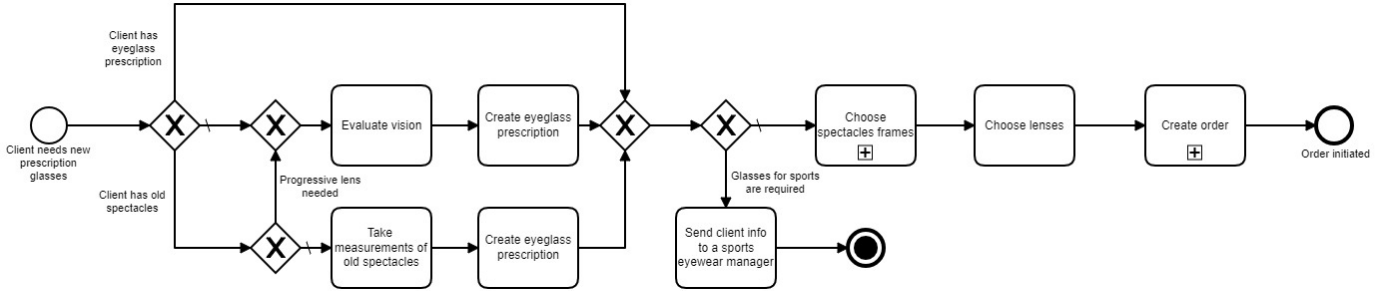 Client has
eyeglass
prescription
Client needs new
prescription
glasses
Evaluate vision
Create eyeglass
prescription
Choose
spectacles frames
Choose lenses
Create order
Order initiated
Client has old
spectacles
Progressive lens
needed
Glasses for sports
are required
Take
measurements of
old spectacles
Create eyeglass
prescription
Send client info
to a sports
eyewear manager